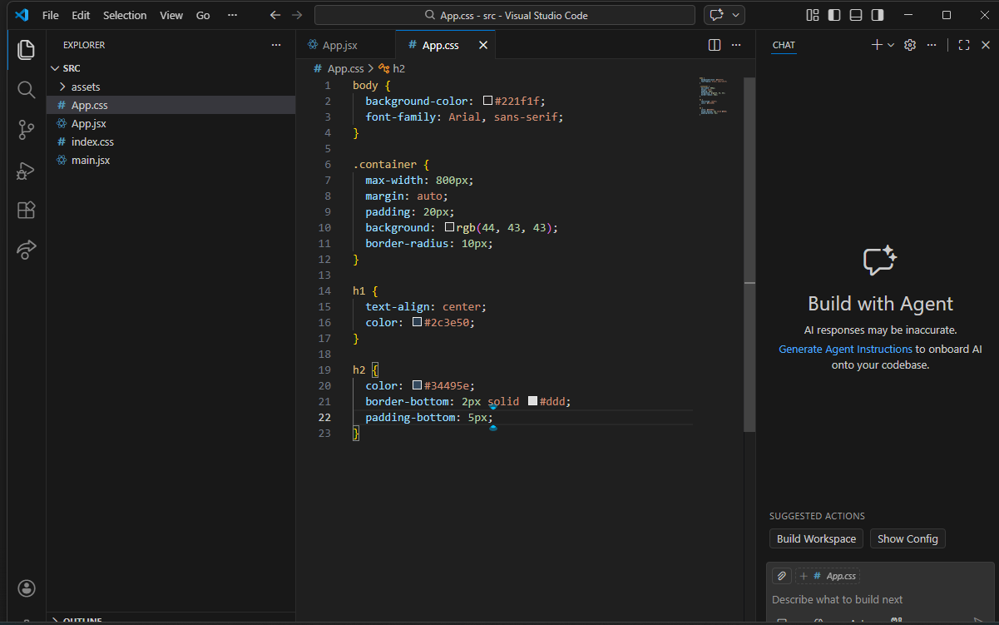 File Edit Selection View Go ··· App.css - src - Visual Studio Code
EXPLORER ···
SRC
assets
# App.css
App.jsx
# index.css
main.jsx
OUTLINE
App.jsx # App.css ···
# App.css > h2
1 body {
2 background-color: #221f1f;
3 font-family: Arial, sans-serif;
4 }
5
6 .container {
7 max-width: 800px;
8 margin: auto;
9 padding: 20px;
10 background: rgb(44, 43, 43);
11 border-radius: 10px;
12 }
13
14 h1 {
15 text-align: center;
16 color: #2c3e50;
17 }
18
19 h2 {
20 color: #34495e;
21 border-bottom: 2px solid #ddd;
22 padding-bottom: 5px;
23 }
CHAT ···
Build with Agent
AI responses may be inaccurate.
Generate Agent Instructions to onboard AI
onto your codebase.
SUGGESTED ACTIONS
Build Workspace Show Config
+ # App.css
Describe what to build next